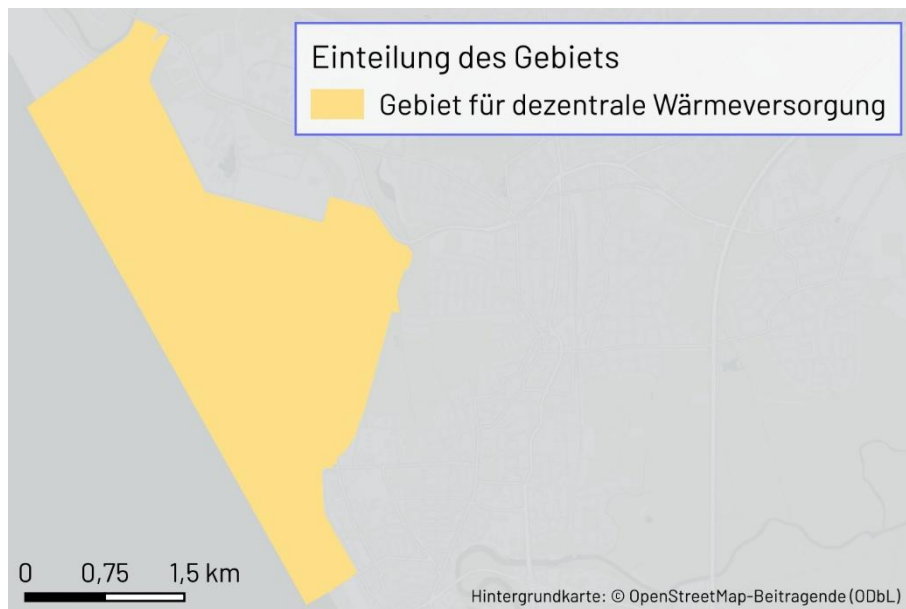 Einteilung des Gebiets
Gebiet für dezentrale Wärmeversorgung
0 0,75 1,5 km
Hintergrundkarte: © OpenStreetMap-Beitragende (ODbL)